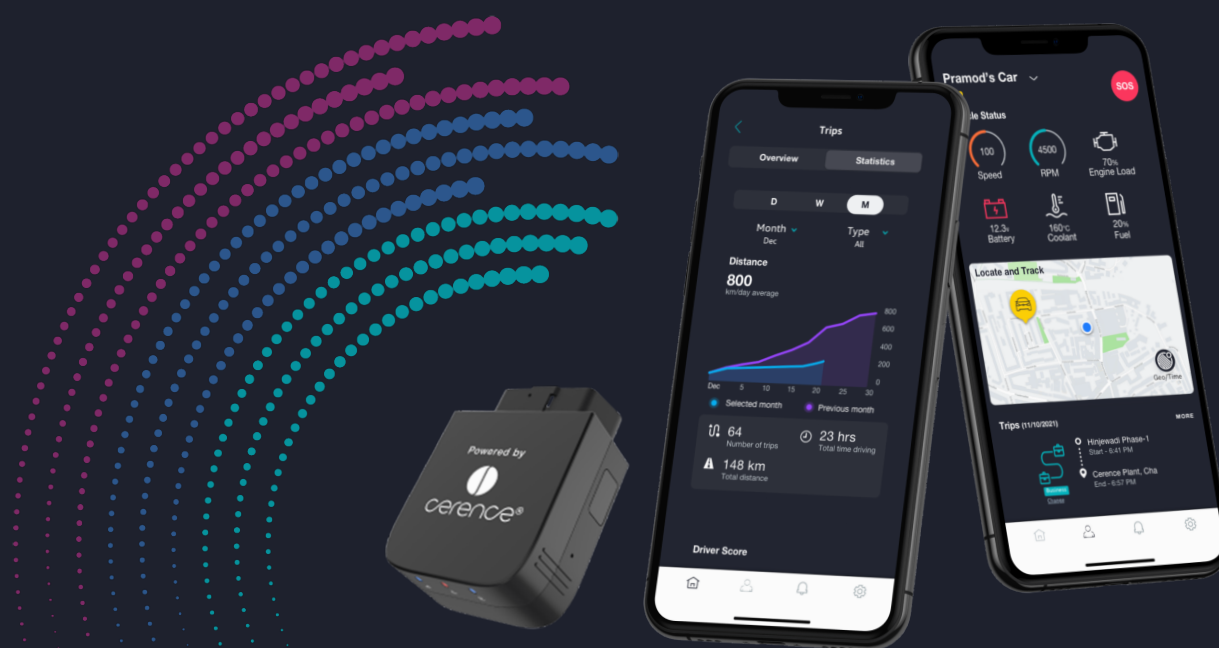 Powered by
cerence®
Trips
Overview
Statistics
D
W
M
Month
Dec
Type
All
Distance
800
km/day average
800
600
400
200
0
Dec
5
10
15
20
25
30
Selected month
Previous month
64
Number of trips
23 hrs
Total time driving
148 km
Total distance
Driver Score
Pramod's Car
SOS
le Status
100
Speed
4500
RPM
70%
Engine Load
12.3v
Battery
160°C
Coolant
20%
Fuel
Locate and Track
Geo/Time
Trips (11/10/2021)
MORE
Hinjewadi Phase-1
Start - 6:41 PM
Cerence Plant, Cha
End - 6:57 PM
Business